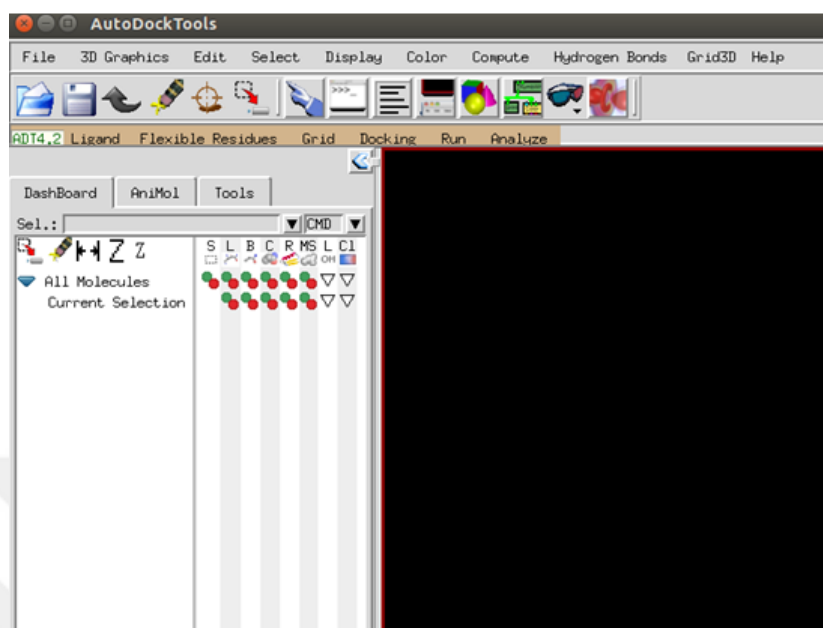 AutoDockTools
File 3D Graphics Edit Select Display Color Compute Hydrogen Bonds Grid3D Help
>>>_
ADT4.2 Ligand Flexible Residues Grid Docking Run Analyze
DashBoard AniMol Tools
Sel.: CMD
Z Z S L B C R MS L Cl
OH
All Molecules
Current Selection